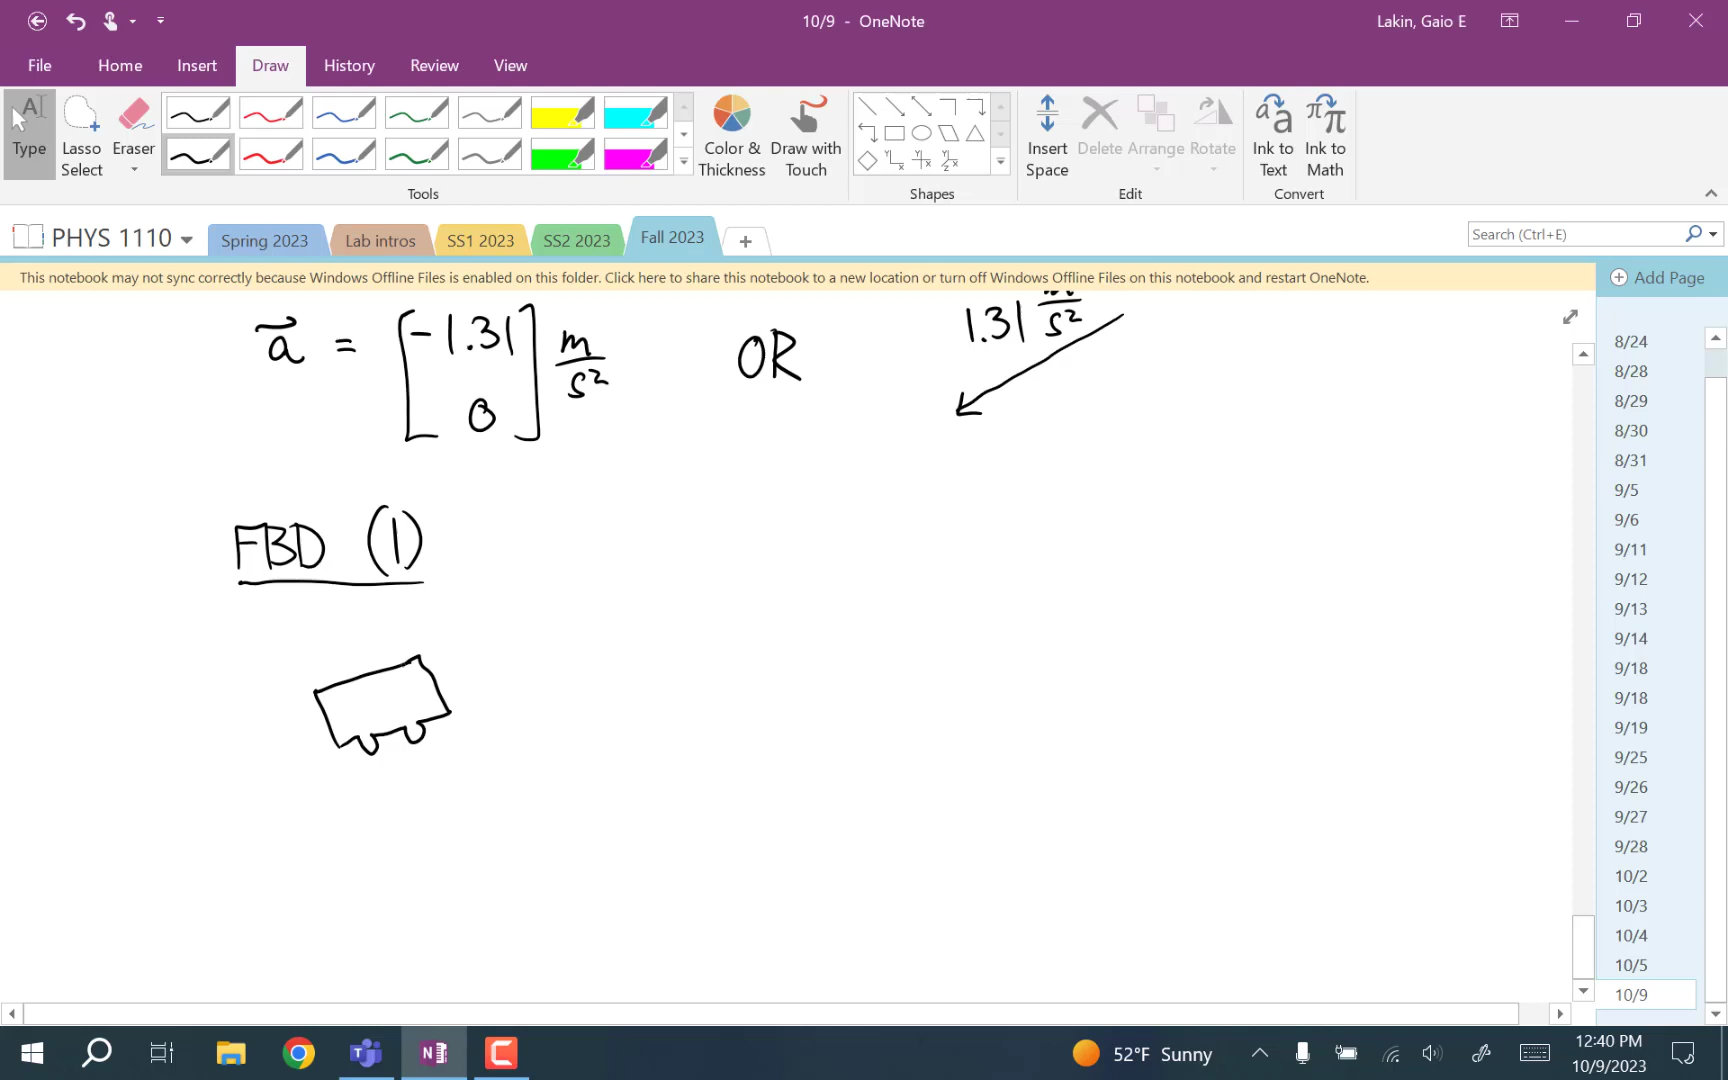 10/9 - OneNote
Lakin, Gaio E
File Home Insert Draw History Review View
Type
Lasso Select
Eraser
Color & Thickness
Draw with Touch
Insert Space
Delete
Arrange
Rotate
Ink to Text
Ink to Math
Tools
Shapes
Edit
Convert
PHYS 1110
Spring 2023
Lab intros
SS1 2023
SS2 2023
Fall 2023
Search (Ctrl+E)
This notebook may not sync correctly because Windows Offline Files is enabled on this folder. Click here to share this notebook to a new location or turn off Windows Offline Files on this notebook and restart OneNote.
Add Page
a = [-1.31 0] m/s² OR 1.31 m/s²
FBD (1)
8/24
8/28
8/29
8/30
8/31
9/5
9/6
9/11
9/12
9/13
9/14
9/18
9/18
9/19
9/25
9/26
9/27
9/28
10/2
10/3
10/4
10/5
10/9
52°F Sunny
12:40 PM
10/9/2023